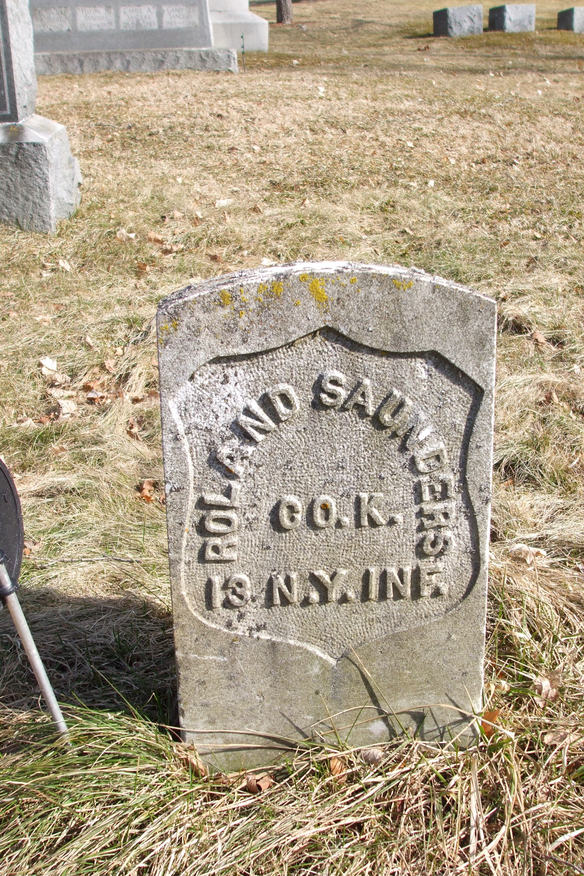 ROLAND SAUNDERS
CO. K.
13. N.Y. INF.